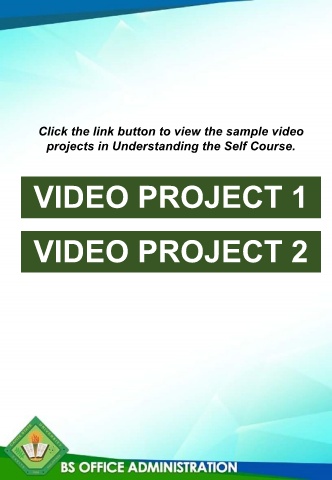 Click the link button to view the sample video
projects in Understanding the Self Course.
VIDEO PROJECT 1
VIDEO PROJECT 2
BS OFFICE ADMINISTRATION